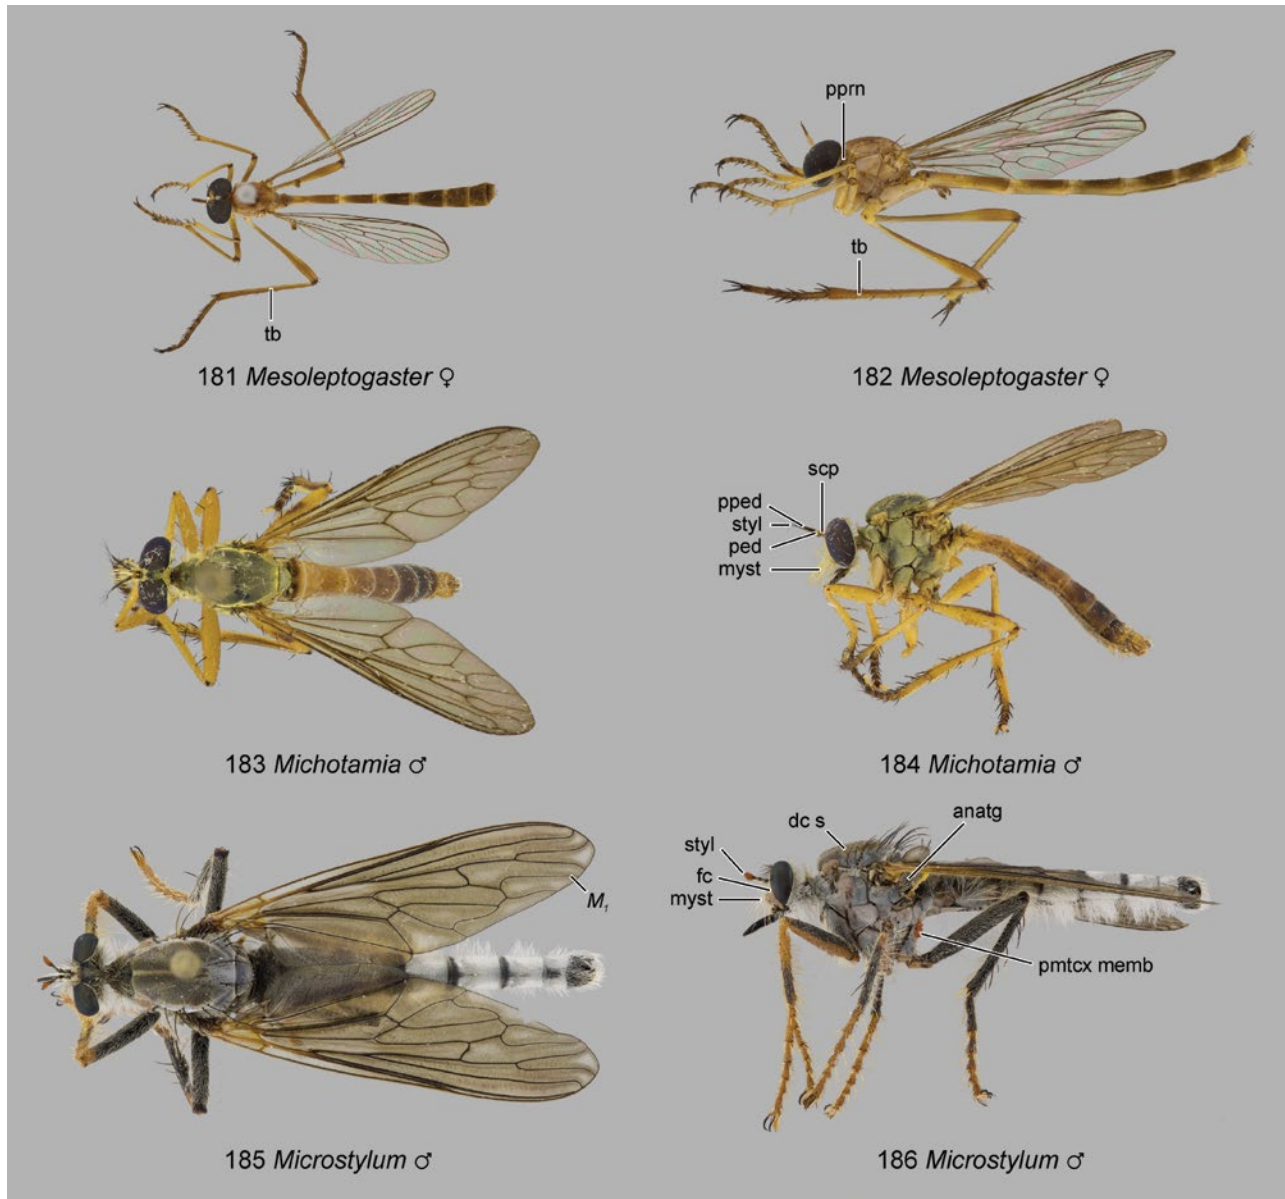 pprn
tb
tb
181 Mesoleptogaster ♀
182 Mesoleptogaster ♀
scp
pped
styl
ped
myst
183 Michotamia ♂
184 Michotamia ♂
anatg
dc s
styl
fc
myst
M₁
pmtcx memb
185 Microstylum ♂
186 Microstylum ♂